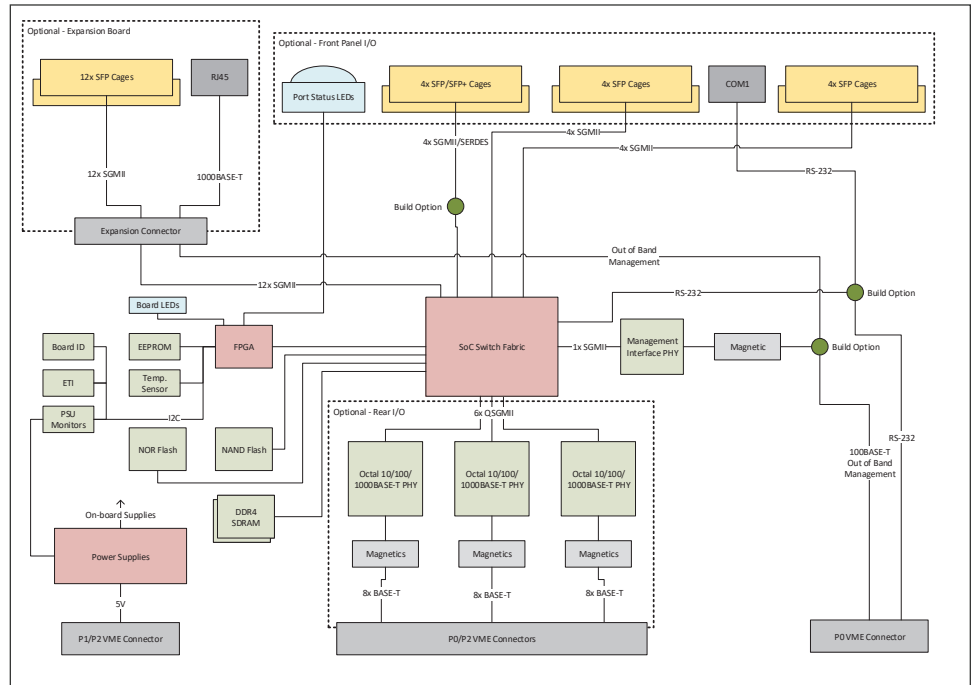 Optional - Expansion Board
12x SFP Cages
RJ45
12x SGMII
1000BASE-T
Expansion Connector
Optional - Front Panel I/O
Port Status LEDs
4x SFP/SFP+ Cages
4x SFP Cages
COM1
4x SFP Cages
4x SGMII/SERDES
4x SGMII
4x SGMII
RS-232
Build Option
Out of Band
Management
12x SGMII
RS-232
Build Option
Board LEDs
Board ID
EEPROM
FPGA
SoC Switch Fabric
1x SGMII
Management
Interface PHY
Magnetic
Build Option
ETI
Temp.
Sensor
PSU
Monitors
I2C
NOR Flash
NAND Flash
Optional - Rear I/O
6x QSGMII
Octal 10/100/
1000BASE-T PHY
Octal 10/100/
1000BASE-T PHY
Octal 10/100/
1000BASE-T PHY
RS-232
100BASE-T
Out of Band
Management
DDR4
SDRAM
On-board Supplies
Power Supplies
Magnetics
Magnetics
Magnetics
8x BASE-T
8x BASE-T
8x BASE-T
5V
P1/P2 VME Connector
P0/P2 VME Connectors
P0 VME Connector